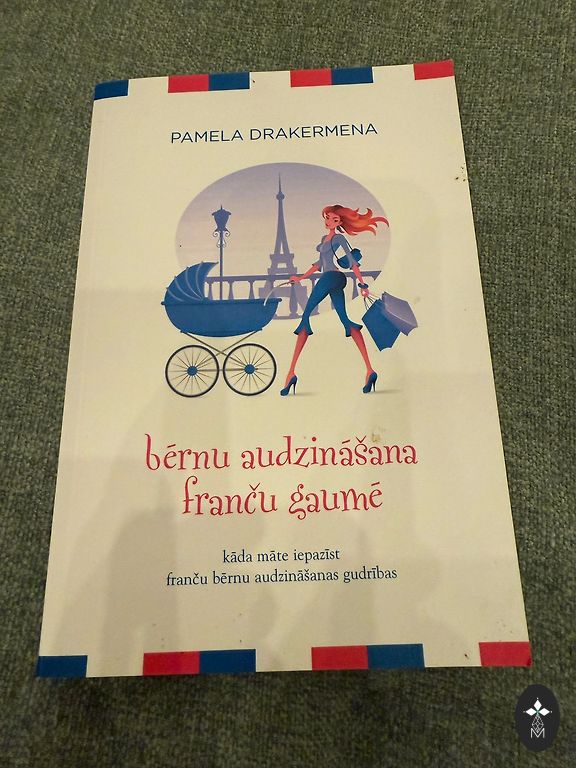 PAMELA DRAKERMENA
bērnu audzināšana
franču gaumē
kāda māte iepazīst
franču bērnu audzināšanas gudrības
M